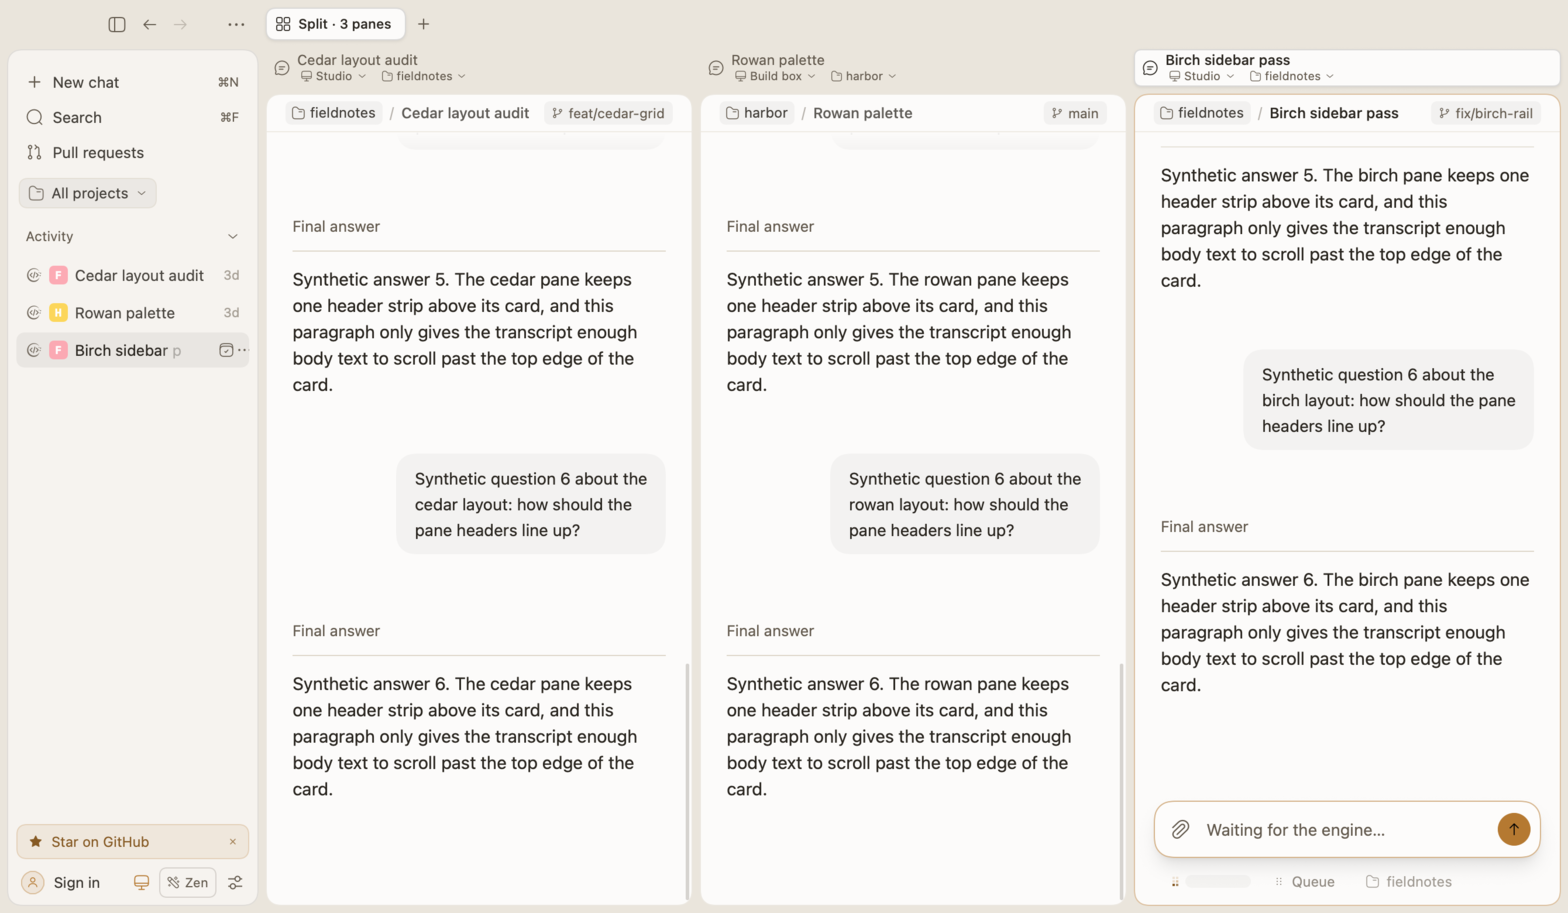 Split · 3 panes
New chat ⌘N
Search ⌘F
Pull requests
All projects
Activity
F Cedar layout audit 3d
H Rowan palette 3d
F Birch sidebar p
Star on GitHub ×
Sign in
Zen
Cedar layout audit
Studio fieldnotes
fieldnotes / Cedar layout audit feat/cedar-grid
Final answer
Synthetic answer 5. The cedar pane keeps
one header strip above its card, and this
paragraph only gives the transcript enough
body text to scroll past the top edge of the
card.
Synthetic question 6 about the
cedar layout: how should the
pane headers line up?
Final answer
Synthetic answer 6. The cedar pane keeps
one header strip above its card, and this
paragraph only gives the transcript enough
body text to scroll past the top edge of the
card.
Rowan palette
Build box harbor
harbor / Rowan palette main
Final answer
Synthetic answer 5. The rowan pane keeps
one header strip above its card, and this
paragraph only gives the transcript enough
body text to scroll past the top edge of the
card.
Synthetic question 6 about the
rowan layout: how should the
pane headers line up?
Final answer
Synthetic answer 6. The rowan pane keeps
one header strip above its card, and this
paragraph only gives the transcript enough
body text to scroll past the top edge of the
card.
Birch sidebar pass
Studio fieldnotes
fieldnotes / Birch sidebar pass fix/birch-rail
Synthetic answer 5. The birch pane keeps one
header strip above its card, and this
paragraph only gives the transcript enough
body text to scroll past the top edge of the
card.
Synthetic question 6 about the
birch layout: how should the pane
headers line up?
Final answer
Synthetic answer 6. The birch pane keeps one
header strip above its card, and this
paragraph only gives the transcript enough
body text to scroll past the top edge of the
card.
Waiting for the engine...
Queue fieldnotes